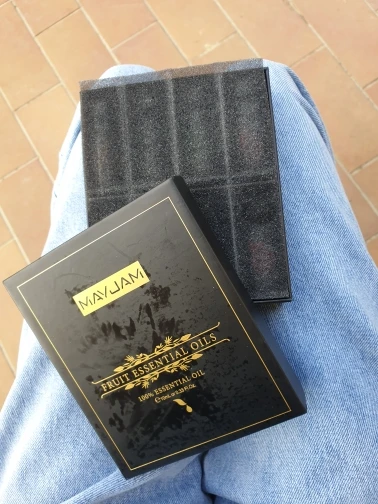 MAYJAM
FRUIT ESSENTIAL OILS
100% ESSENTIAL OIL